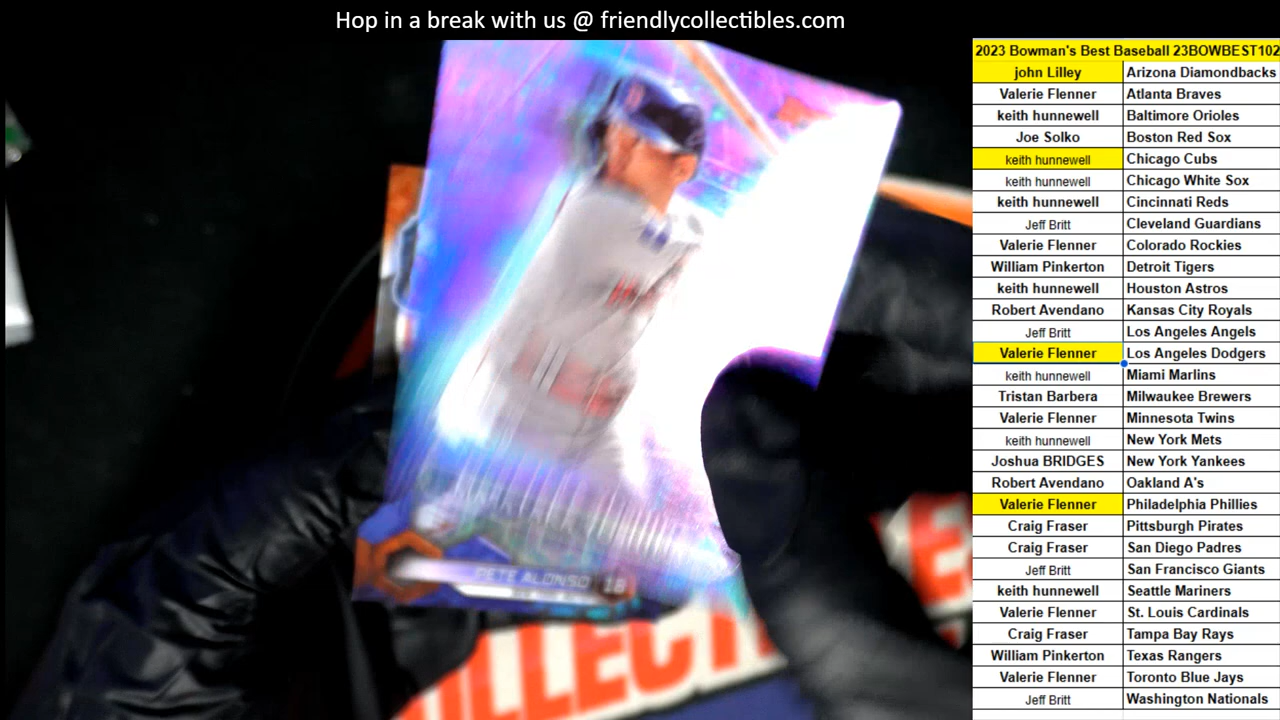 Hop in a break with us @ friendlycollectibles.com
2023 Bowman's Best Baseball 23BOWBEST102
john Lilley Arizona Diamondbacks
Valerie Flenner Atlanta Braves
keith hunnewell Baltimore Orioles
Joe Solko Boston Red Sox
keith hunnewell Chicago Cubs
keith hunnewell Chicago White Sox
keith hunnewell Cincinnati Reds
Jeff Britt Cleveland Guardians
Valerie Flenner Colorado Rockies
William Pinkerton Detroit Tigers
keith hunnewell Houston Astros
Robert Avendano Kansas City Royals
Jeff Britt Los Angeles Angels
Valerie Flenner Los Angeles Dodgers
keith hunnewell Miami Marlins
Tristan Barbera Milwaukee Brewers
Valerie Flenner Minnesota Twins
keith hunnewell New York Mets
Joshua BRIDGES New York Yankees
Robert Avendano Oakland A's
Valerie Flenner Philadelphia Phillies
Craig Fraser Pittsburgh Pirates
Craig Fraser San Diego Padres
Jeff Britt San Francisco Giants
keith hunnewell Seattle Mariners
Valerie Flenner St. Louis Cardinals
Craig Fraser Tampa Bay Rays
William Pinkerton Texas Rangers
Valerie Flenner Toronto Blue Jays
Jeff Britt Washington Nationals
PETE ALONSO 1B
LLECT